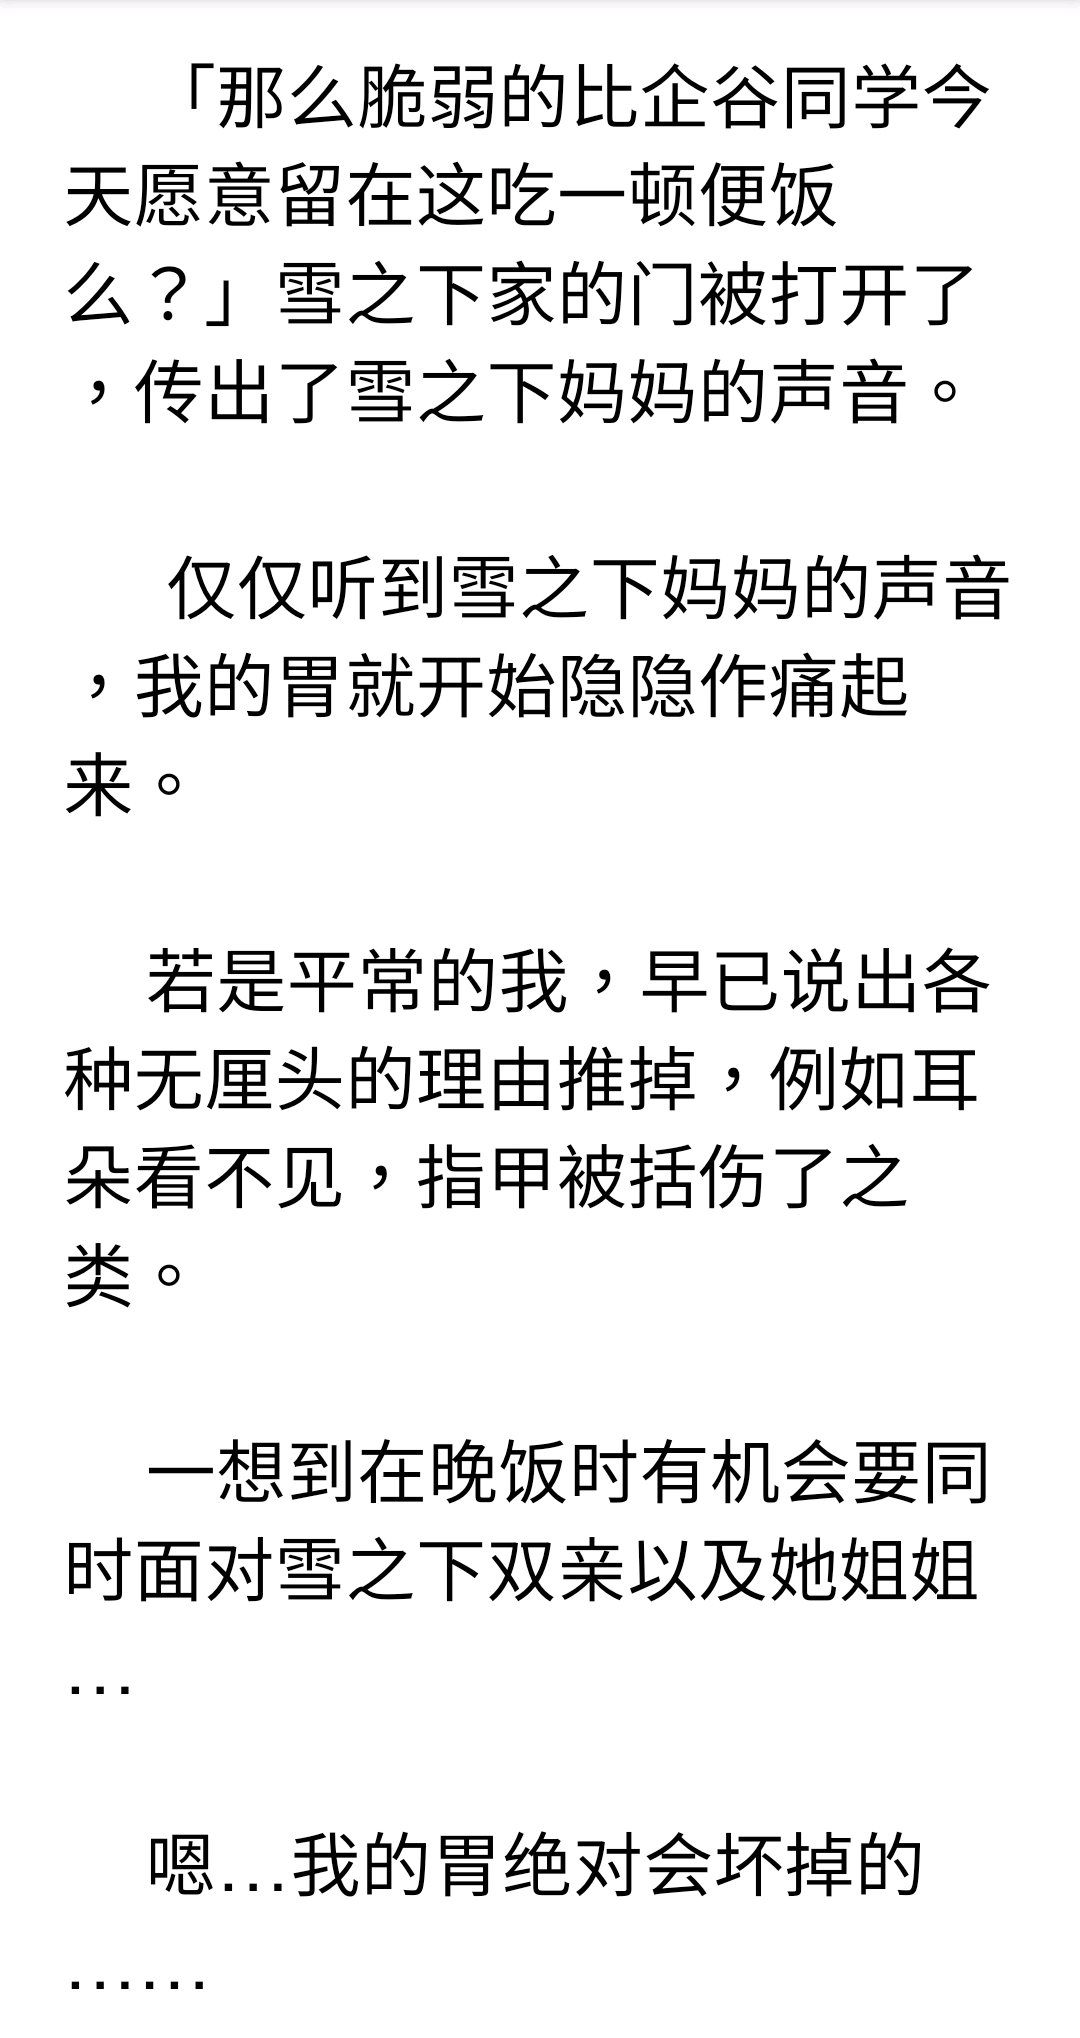 「那么脆弱的比企谷同学今
天愿意留在这吃一顿便饭
么？」雪之下家的门被打开了
，传出了雪之下妈妈的声音。
仅仅听到雪之下妈妈的声音
，我的胃就开始隐隐作痛起
来。
若是平常的我，早已说出各
种无厘头的理由推掉，例如耳
朵看不见，指甲被括伤了之
类。
一想到在晚饭时有机会要同
时面对雪之下双亲以及她姐姐
…
嗯…我的胃绝对会坏掉的
……